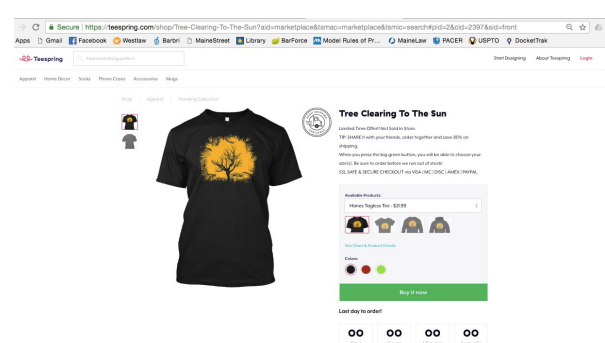 Secure | https://teespring.com/shop/Tree-Clearing-To-The-Sun?aid=marketplace&tsmac=marketplace&tsmic=search#pid=2&cid=2397&sid=front
Apps Gmail Facebook Westlaw Barbri MaineStreet Library BarForce Model Rules of Pr... MaineLaw PACER USPTO DocketTrak
Teespring
Start Designing About Teespring Login
Apparel Home Decor Socks Phone Cases Accessories Mugs
Shop Apparel Trending Collection
Tree Clearing To The Sun
Limited Time Offer!! Not Sold In Store.
TIP: SHARE it with your friends, order together and save 80% on
shipping.
When you press the big green button, you will be able to choose your
size(s). Be sure to order before we run out of stock!
SSL SAFE & SECURE CHECKOUT via VISA | MC | DISC | AMEX | PAYPAL
Available Products:
Hanes Tagless Tee - $21.99
Size Chart & Product Details
Colors:
Buy it now
Last day to order!
00 00 00 00